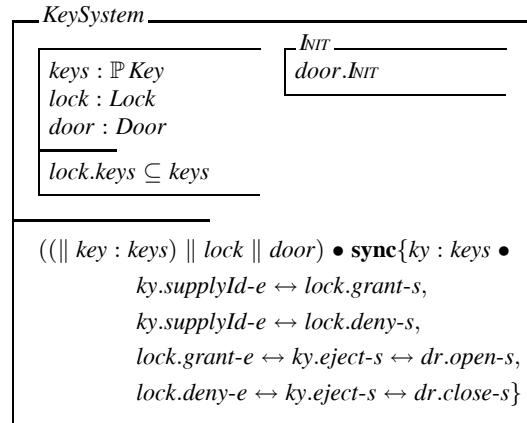 KeySystem
keys : ℙ Key
lock : Lock
door : Door
lock.keys ⊆ keys
INIT
door.INIT
((∥ key : keys) ∥ lock ∥ door) • sync{ky : keys •
ky.supplyId-e ↔ lock.grant-s,
ky.supplyId-e ↔ lock.deny-s,
lock.grant-e ↔ ky.eject-s ↔ dr.open-s,
lock.deny-e ↔ ky.eject-s ↔ dr.close-s}